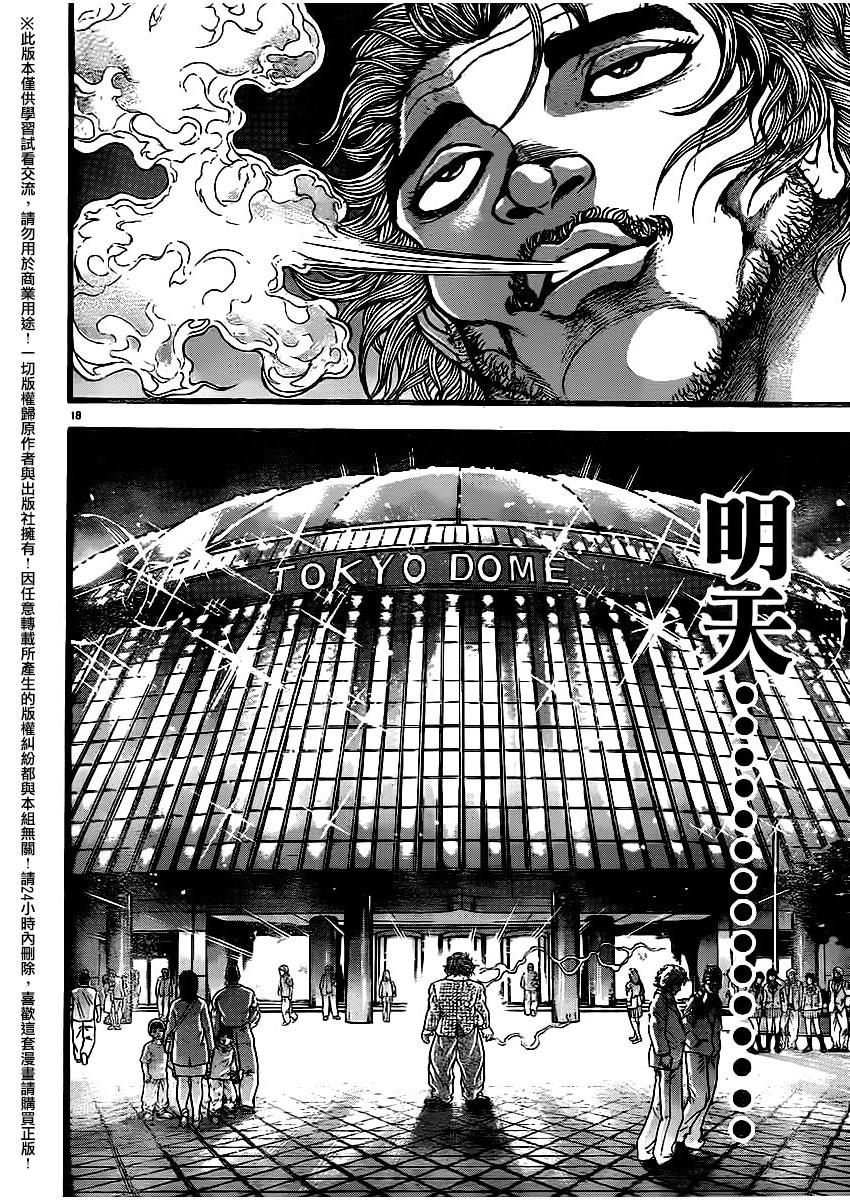 ※此版本僅供學習試看交流，請勿用於商業用途！一切版權歸原作者與出版社擁有！因任意轉載所產生的版權糾紛都與本組無關！請24小時內刪除，喜歡這套漫畫請購買正版！
18
明天……………
TOKYO DOME